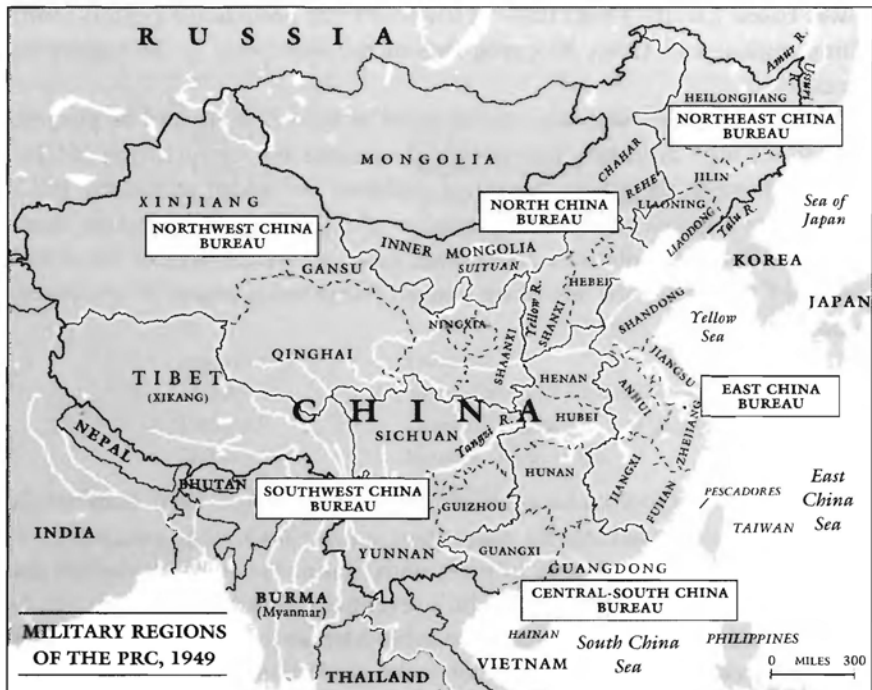 RUSSIA
Amur R.
Ussuri R.
HEILONGJIANG
NORTHEAST CHINA
BUREAU
MONGOLIA
CHAHAR
REHE
JILIN
LIAONING
LIAODONG
Talu R.
Sea of
Japan
XINJIANG
NORTHWEST CHINA
BUREAU
NORTH CHINA
BUREAU
INNER MONGOLIA
SUIYUAN
GANSU
KOREA
HEBEI
JAPAN
Yellow R.
SHANXI
SHANDONG
Yellow
Sea
NINGXIA
SHAANXI
QINGHAI
JIANGSU
TIBET
(XIKANG)
HENAN
ANHUI
EAST CHINA
BUREAU
CHINA
HUBEI
SICHUAN
Yangzi R.
ZHEJIANG
NEPAL
HUNAN
JIANGXI
BHUTAN
SOUTHWEST CHINA
BUREAU
GUIZHOU
FUJIAN
PESCADORES
East
China
Sea
TAIWAN
INDIA
YUNNAN
GUANGXI
GUANGDONG
BURMA
(Myanmar)
CENTRAL-SOUTH CHINA
BUREAU
MILITARY REGIONS
OF THE PRC, 1949
HAINAN
South China
Sea
PHILIPPINES
VIETNAM
THAILAND
0 MILES 300